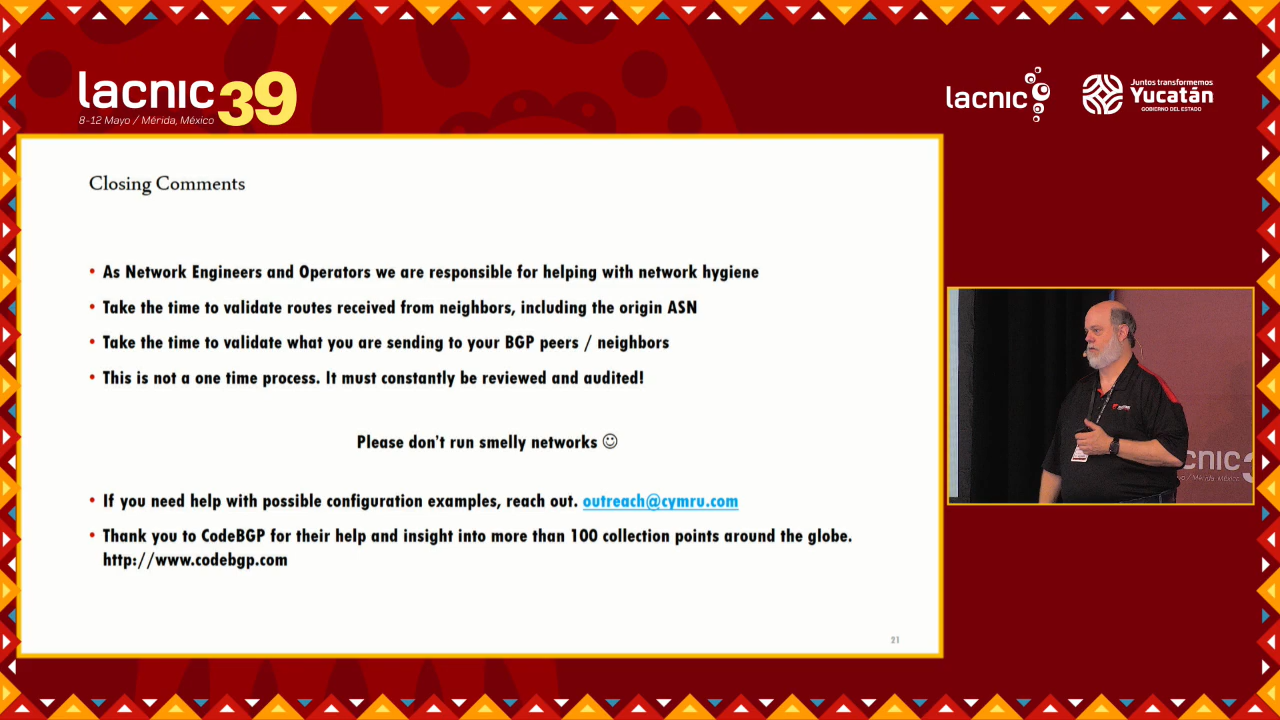 lacnic 39
8-12 Mayo / Mérida, México
lacnic
Juntos transformemos
Yucatán
GOBIERNO DEL ESTADO
Closing Comments
• As Network Engineers and Operators we are responsible for helping with network hygiene
• Take the time to validate routes received from neighbors, including the origin ASN
• Take the time to validate what you are sending to your BGP peers / neighbors
• This is not a one time process. It must constantly be reviewed and audited!
Please don't run smelly networks ☺
• If you need help with possible configuration examples, reach out. outreach@cymru.com
• Thank you to CodeBGP for their help and insight into more than 100 collection points around the globe.
http://www.codebgp.com
21
cnic
México